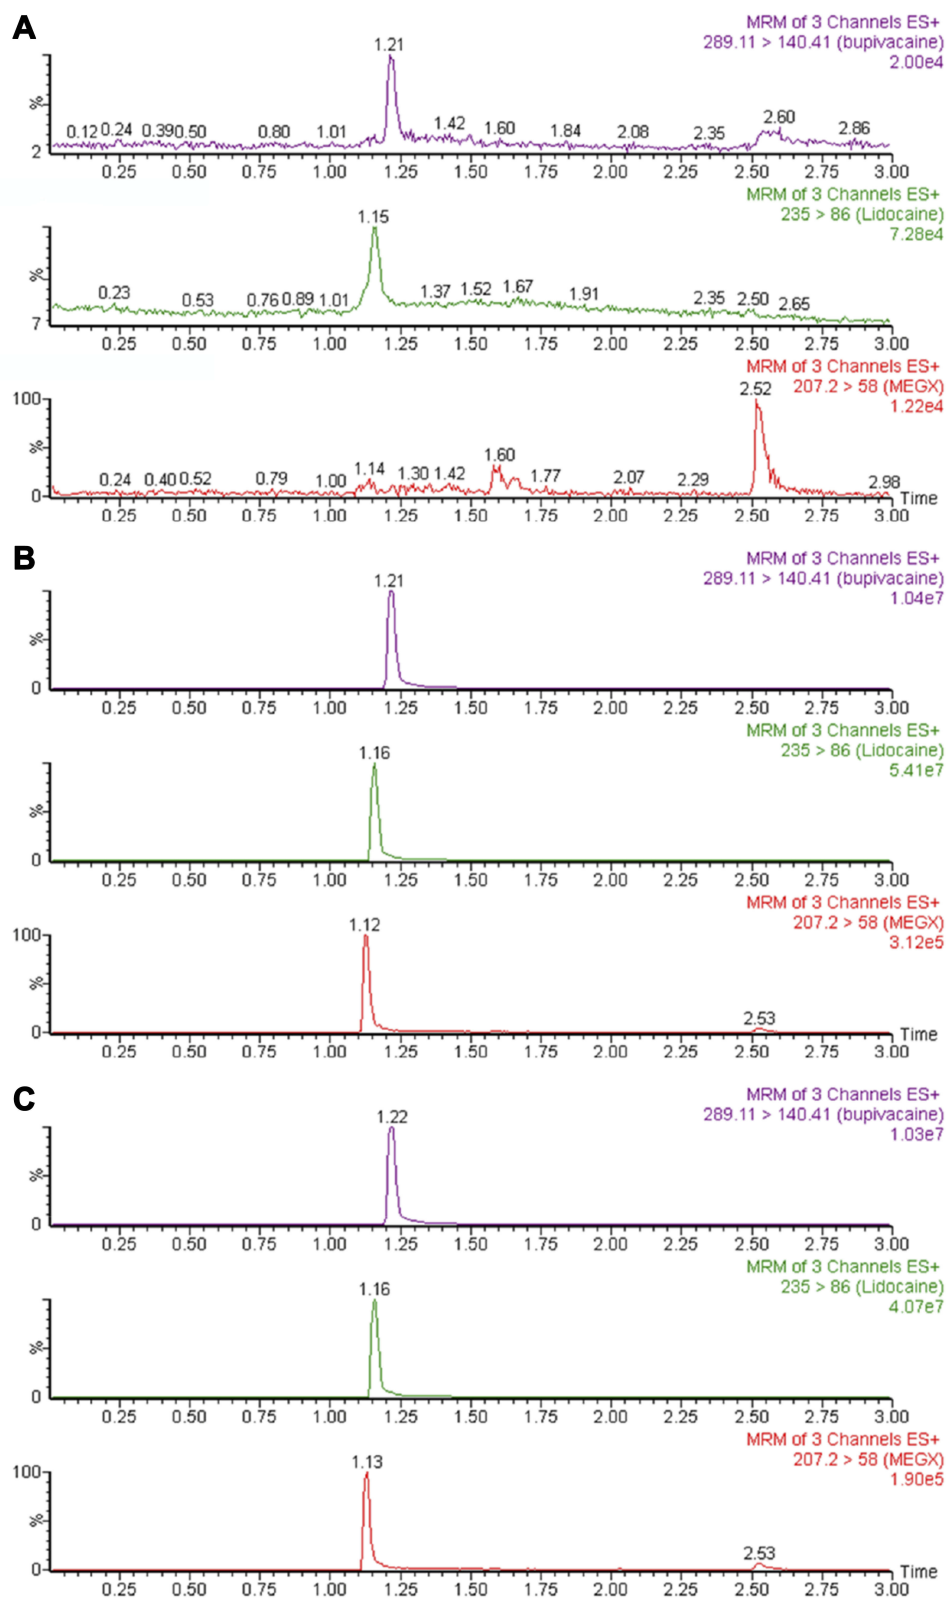 A
MRM of 3 Channels ES+
289.11 > 140.41 (bupivacaine)
2.00e4
1.21
%
0.12 0.24 0.39 0.50 0.80 1.01 1.42 1.60 1.84 2.08 2.35 2.60 2.86
2
0.25 0.50 0.75 1.00 1.25 1.50 1.75 2.00 2.25 2.50 2.75 3.00
MRM of 3 Channels ES+
235 > 86 (Lidocaine)
7.28e4
1.15
%
0.23 0.53 0.76 0.89 1.01 1.37 1.52 1.67 1.91 2.35 2.50 2.65
7
0.25 0.50 0.75 1.00 1.25 1.50 1.75 2.00 2.25 2.50 2.75 3.00
MRM of 3 Channels ES+
207.2 > 58 (MEGX)
1.22e4
100
2.52
%
0.24 0.40 0.52 0.79 1.00 1.14 1.30 1.42 1.60 1.77 2.07 2.29 2.98
0
Time
0.25 0.50 0.75 1.00 1.25 1.50 1.75 2.00 2.25 2.50 2.75 3.00
B
MRM of 3 Channels ES+
289.11 > 140.41 (bupivacaine)
1.04e7
1.21
%
0
0.25 0.50 0.75 1.00 1.25 1.50 1.75 2.00 2.25 2.50 2.75 3.00
MRM of 3 Channels ES+
235 > 86 (Lidocaine)
5.41e7
1.16
%
0
0.25 0.50 0.75 1.00 1.25 1.50 1.75 2.00 2.25 2.50 2.75 3.00
MRM of 3 Channels ES+
207.2 > 58 (MEGX)
3.12e5
100
1.12
%
2.53
0
Time
0.25 0.50 0.75 1.00 1.25 1.50 1.75 2.00 2.25 2.50 2.75 3.00
C
MRM of 3 Channels ES+
289.11 > 140.41 (bupivacaine)
1.03e7
1.22
%
0
0.25 0.50 0.75 1.00 1.25 1.50 1.75 2.00 2.25 2.50 2.75 3.00
MRM of 3 Channels ES+
235 > 86 (Lidocaine)
4.07e7
1.16
%
0
0.25 0.50 0.75 1.00 1.25 1.50 1.75 2.00 2.25 2.50 2.75 3.00
MRM of 3 Channels ES+
207.2 > 58 (MEGX)
1.90e5
100
1.13
%
2.53
0
Time
0.25 0.50 0.75 1.00 1.25 1.50 1.75 2.00 2.25 2.50 2.75 3.00